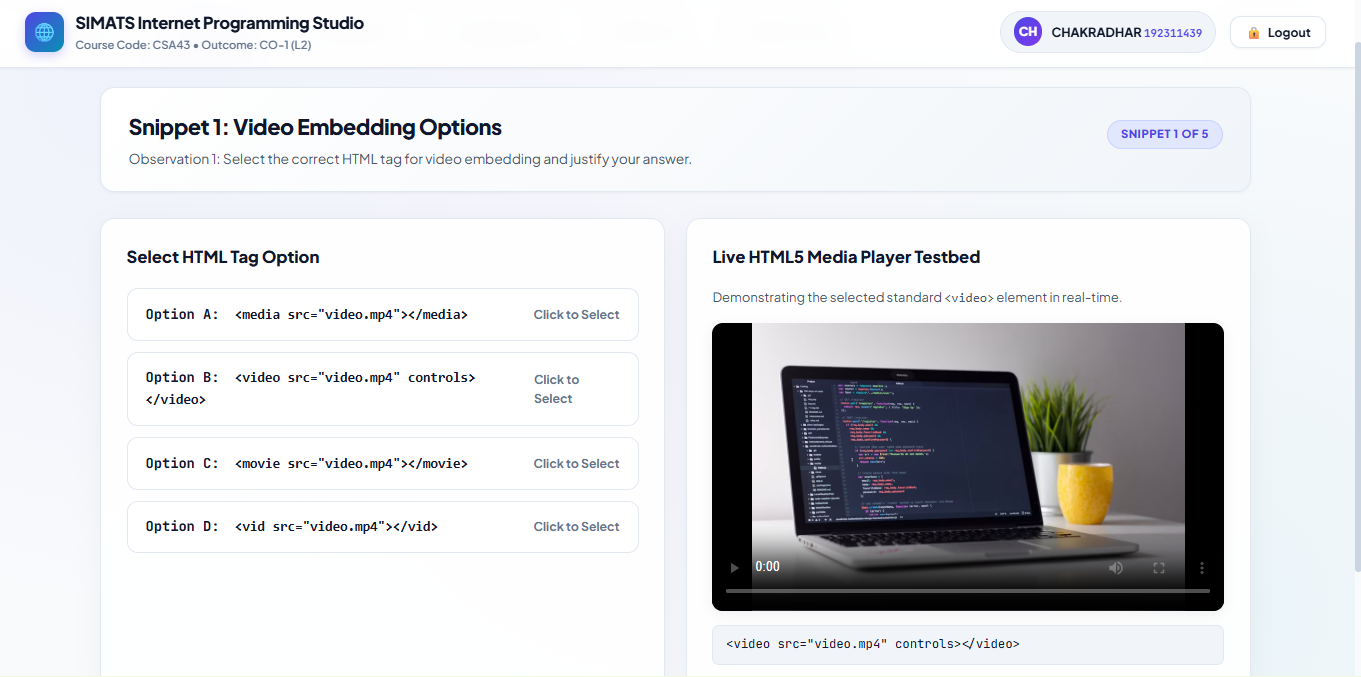 SIMATS Internet Programming Studio
Course Code: CSA43 • Outcome: CO-1 (L2)
CH CHAKRADHAR 192311439
Logout
Snippet 1: Video Embedding Options
Observation 1: Select the correct HTML tag for video embedding and justify your answer.
SNIPPET 1 OF 5
Select HTML Tag Option
Option A: <media src="video.mp4"></media> Click to Select
Option B: <video src="video.mp4" controls>
</video>
Click to
Select
Option C: <movie src="video.mp4"></movie> Click to Select
Option D: <vid src="video.mp4"></vid> Click to Select
Live HTML5 Media Player Testbed
Demonstrating the selected standard <video> element in real-time.
0:00
<video src="video.mp4" controls></video>